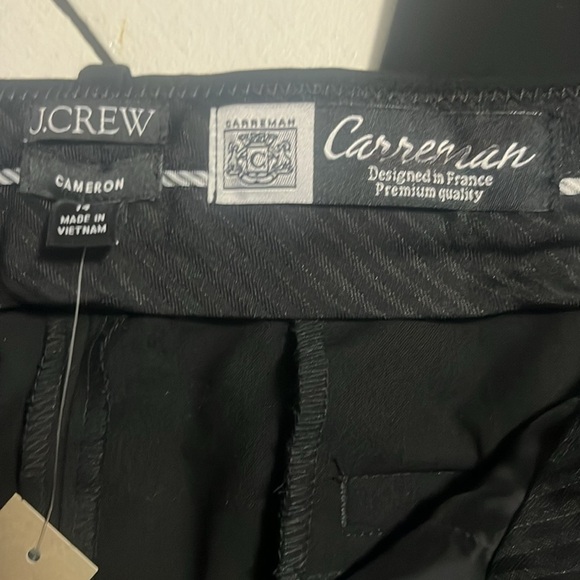 J.CREW
CAMERON
14
MADE IN
VIETNAM
CARREMAN
C
Carreman
Designed in France
Premium quality